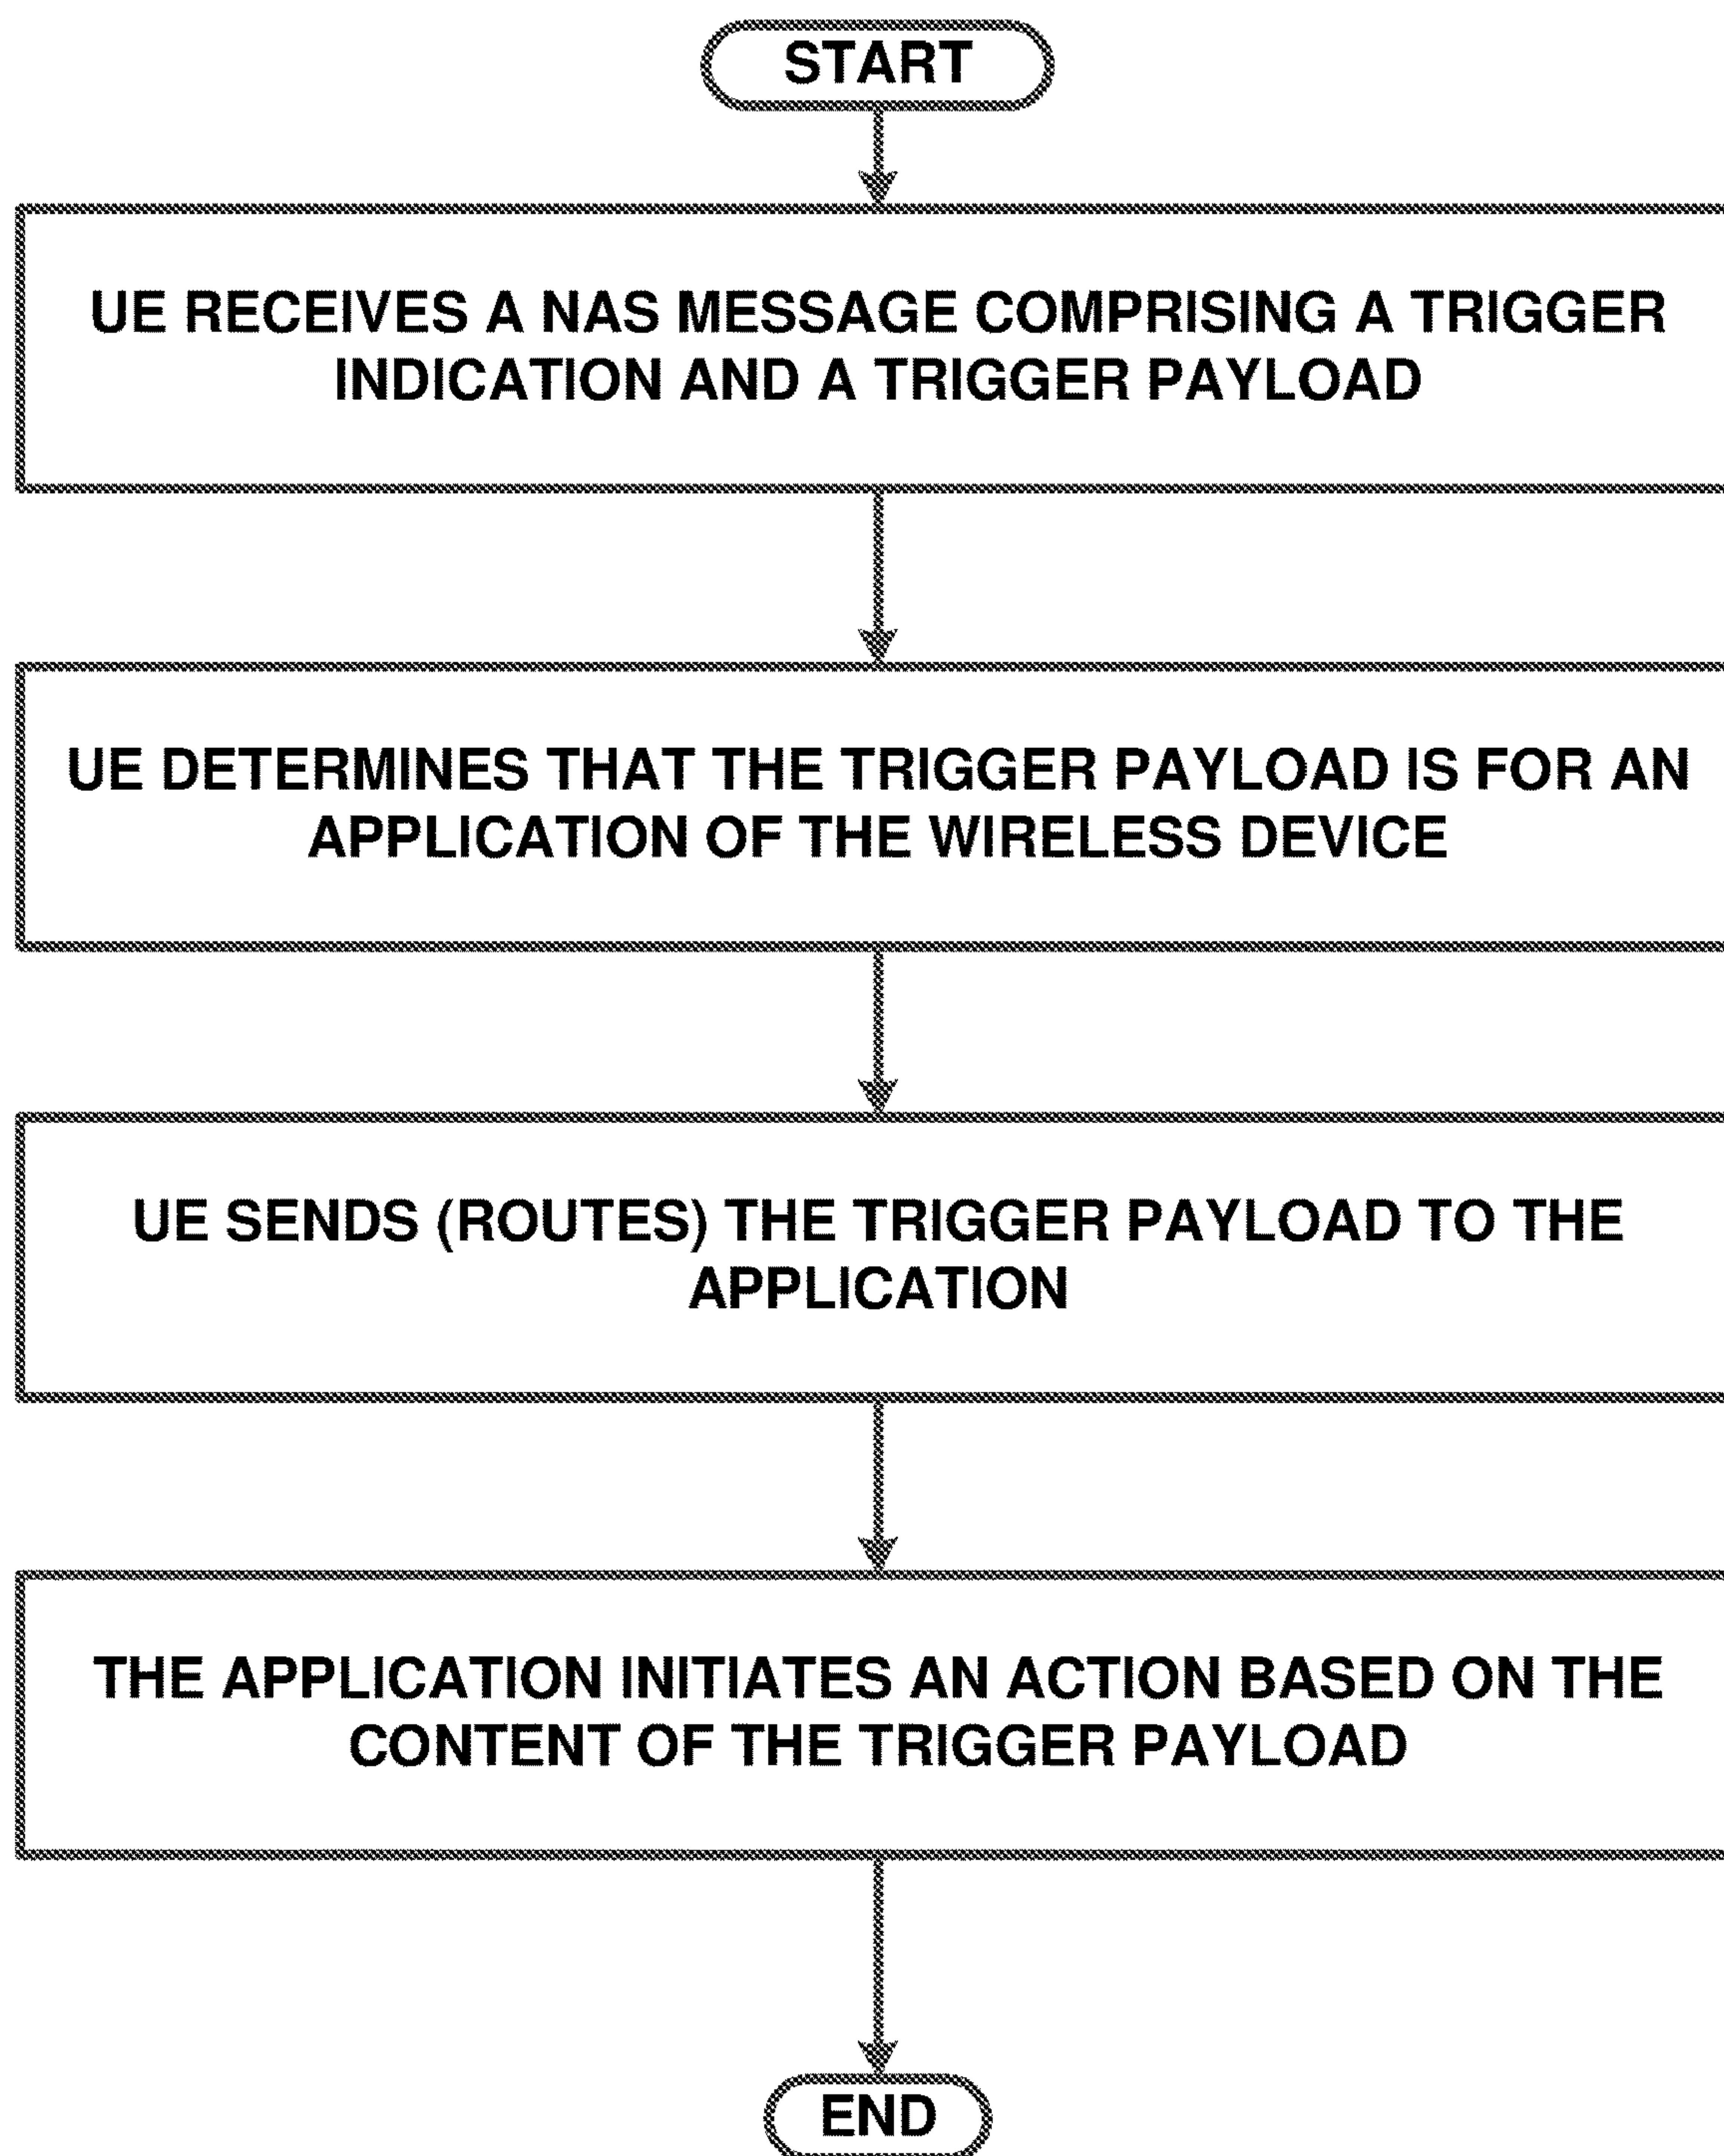 START
UE RECEIVES A NAS MESSAGE COMPRISING A TRIGGER
INDICATION AND A TRIGGER PAYLOAD
UE DETERMINES THAT THE TRIGGER PAYLOAD IS FOR AN
APPLICATION OF THE WIRELESS DEVICE
UE SENDS (ROUTES) THE TRIGGER PAYLOAD TO THE
APPLICATION
THE APPLICATION INITIATES AN ACTION BASED ON THE
CONTENT OF THE TRIGGER PAYLOAD
END